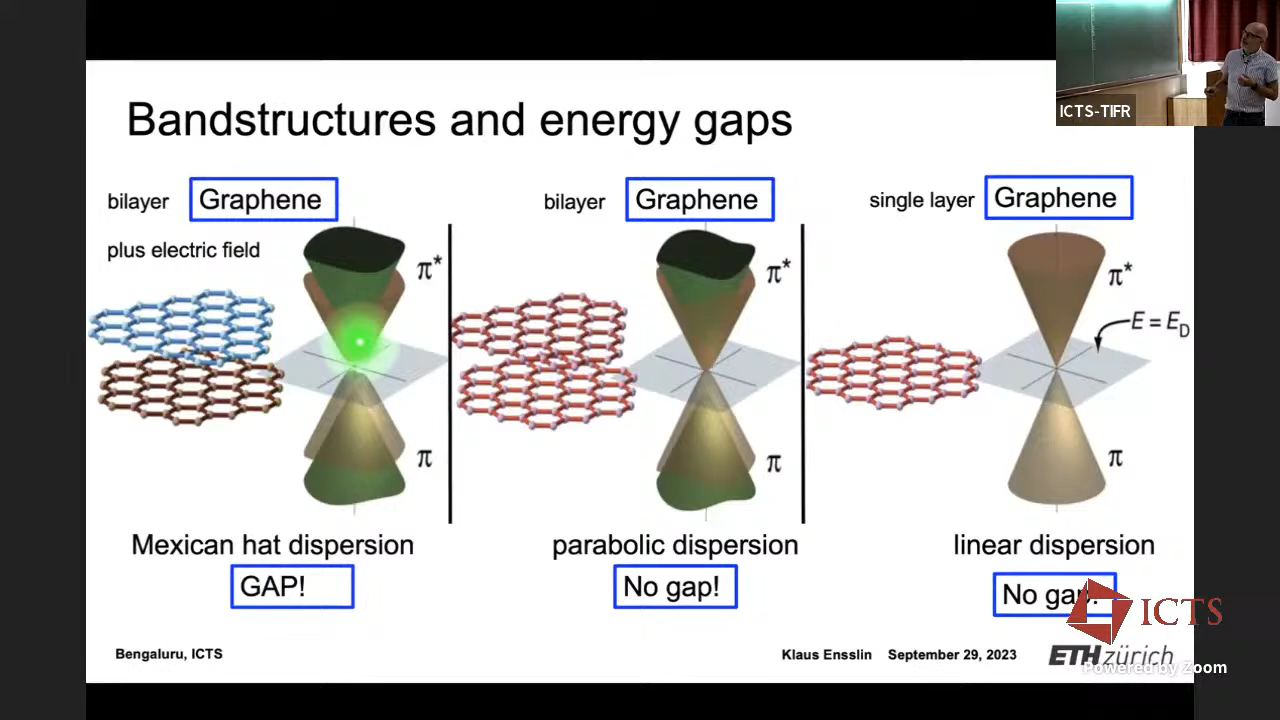 ICTS-TIFR
Bandstructures and energy gaps
bilayer Graphene
plus electric field
π*
π
Mexican hat dispersion
GAP!
bilayer Graphene
π*
π
parabolic dispersion
No gap!
single layer Graphene
π*
E = E_D
π
linear dispersion
No gap!
ICTS
Bengaluru, ICTS
Klaus Ensslin September 29, 2023
ETH zürich
Powered by Zoom